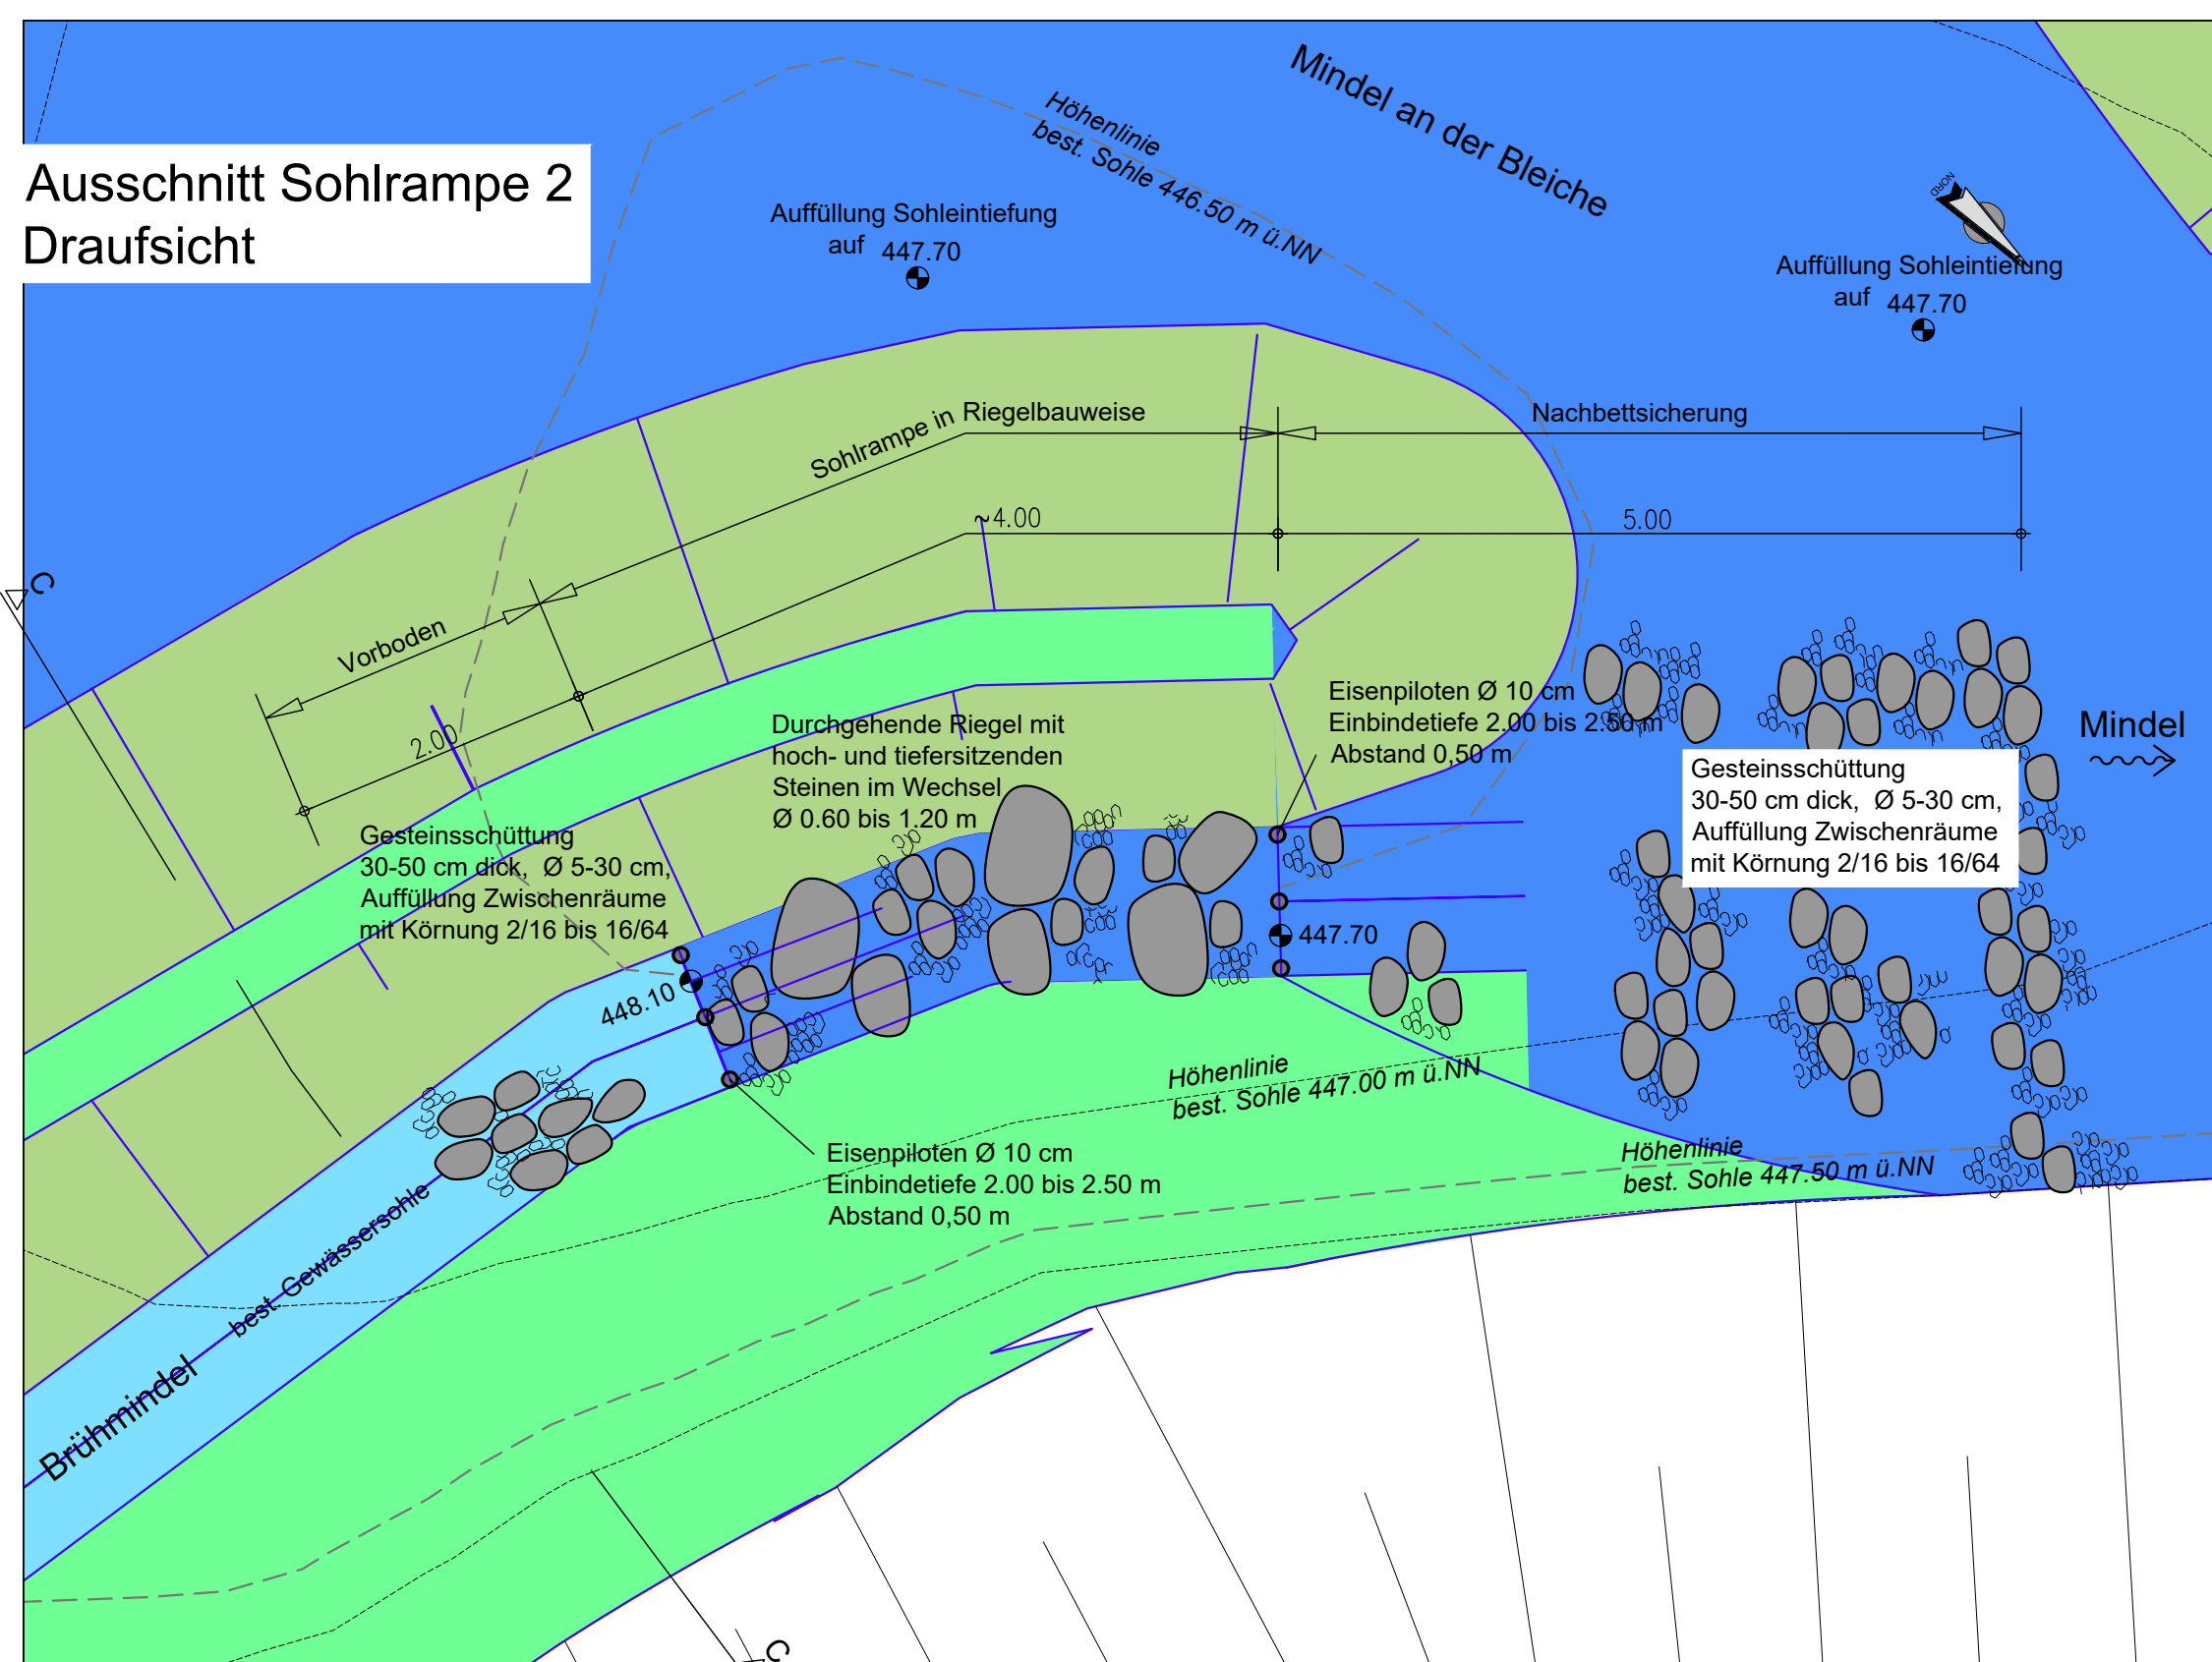 Ausschnitt Sohlrampe 2
Draufsicht
Mindel an der Bleiche
Höhenlinie
best. Sohle 446.50 m ü.NN
Auffüllung Sohleintiefung
auf 447.70
NORD
Auffüllung Sohleintiefung
auf 447.70
Sohlrampe in Riegelbauweise
Nachbettsicherung
~4.00
5.00
C
Vorboden
2.00
Durchgehende Riegel mit
hoch- und tiefersitzenden
Steinen im Wechsel
Ø 0.60 bis 1.20 m
Eisenpiloten Ø 10 cm
Einbindetiefe 2.00 bis 2.50 m
Abstand 0,50 m
Mindel
Gesteinsschüttung
30-50 cm dick, Ø 5-30 cm,
Auffüllung Zwischenräume
mit Körnung 2/16 bis 16/64
Gesteinsschüttung
30-50 cm dick, Ø 5-30 cm,
Auffüllung Zwischenräume
mit Körnung 2/16 bis 16/64
447.70
448.10
Höhenlinie
best. Sohle 447.00 m ü.NN
Eisenpiloten Ø 10 cm
Einbindetiefe 2.00 bis 2.50 m
Abstand 0,50 m
Höhenlinie
best. Sohle 447.50 m ü.NN
best. Gewässersohle
Brühmindel
C